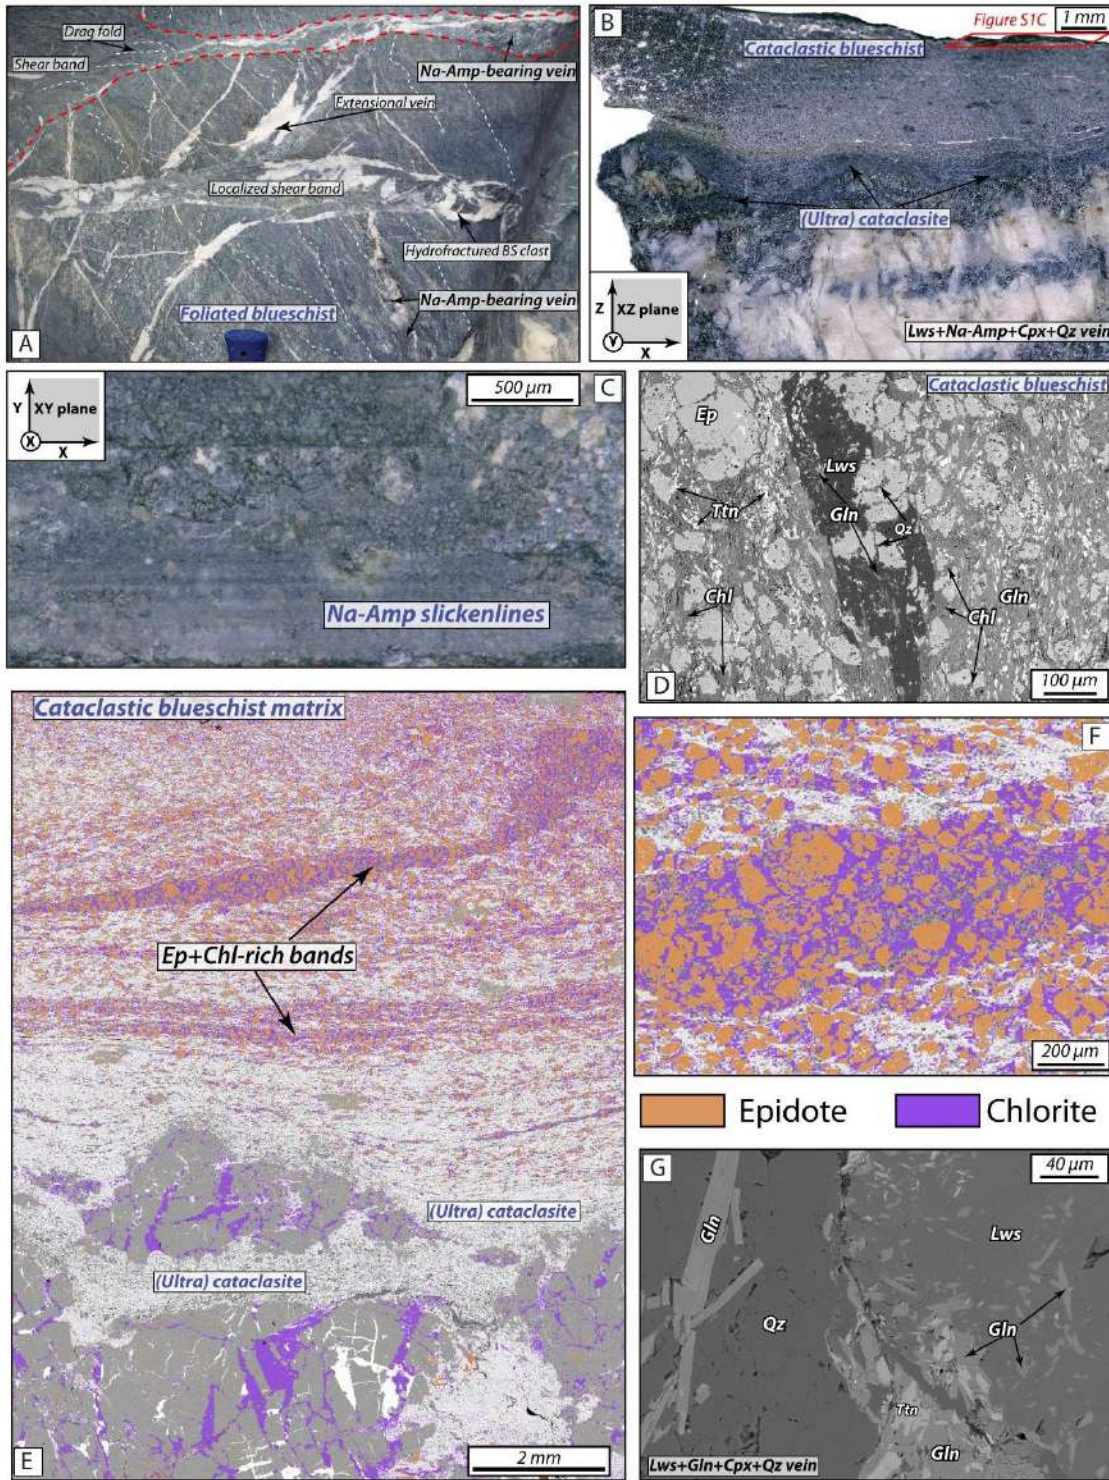 A
Drag fold
Shear band
Na-Amp-bearing vein
Extensional vein
Localized shear band
Hydrofractured BS clast
Na-Amp-bearing vein
Foliated blueschist
B
Figure S1C
1 mm
Cataclastic blueschist
(Ultra) cataclasite
Z
XZ plane
Y
X
Lws+Na-Amp+Cpx+Qz vein
C
Y
XY plane
X
X
500 µm
Na-Amp slickenlines
D
Cataclastic blueschist
Ep
Lws
Ttn
Gln
Qz
Chl
Gln
Chl
100 µm
E
Cataclastic blueschist matrix
Ep+Chl-rich bands
(Ultra) cataclasite
(Ultra) cataclasite
2 mm
F
200 µm
Epidote
Chlorite
G
40 µm
Gln
Lws
Qz
Gln
Ttn
Gln
Lws+Gln+Cpx+Qz vein